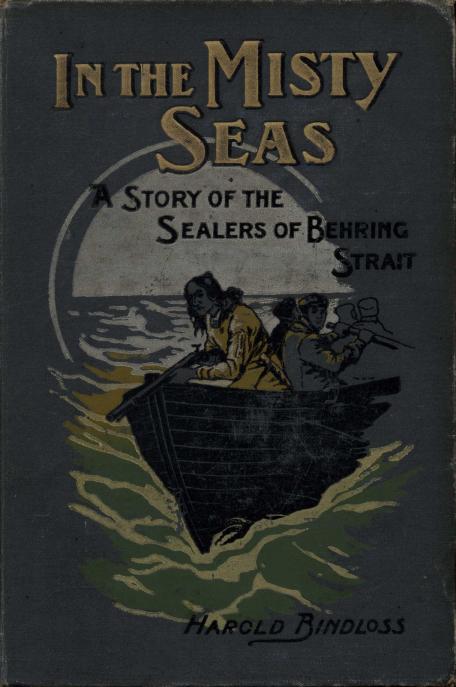 IN THE MISTY
SEAS
A STORY OF THE
SEALERS OF BEHRING
STRAIT
HAROLD BINDLOSS